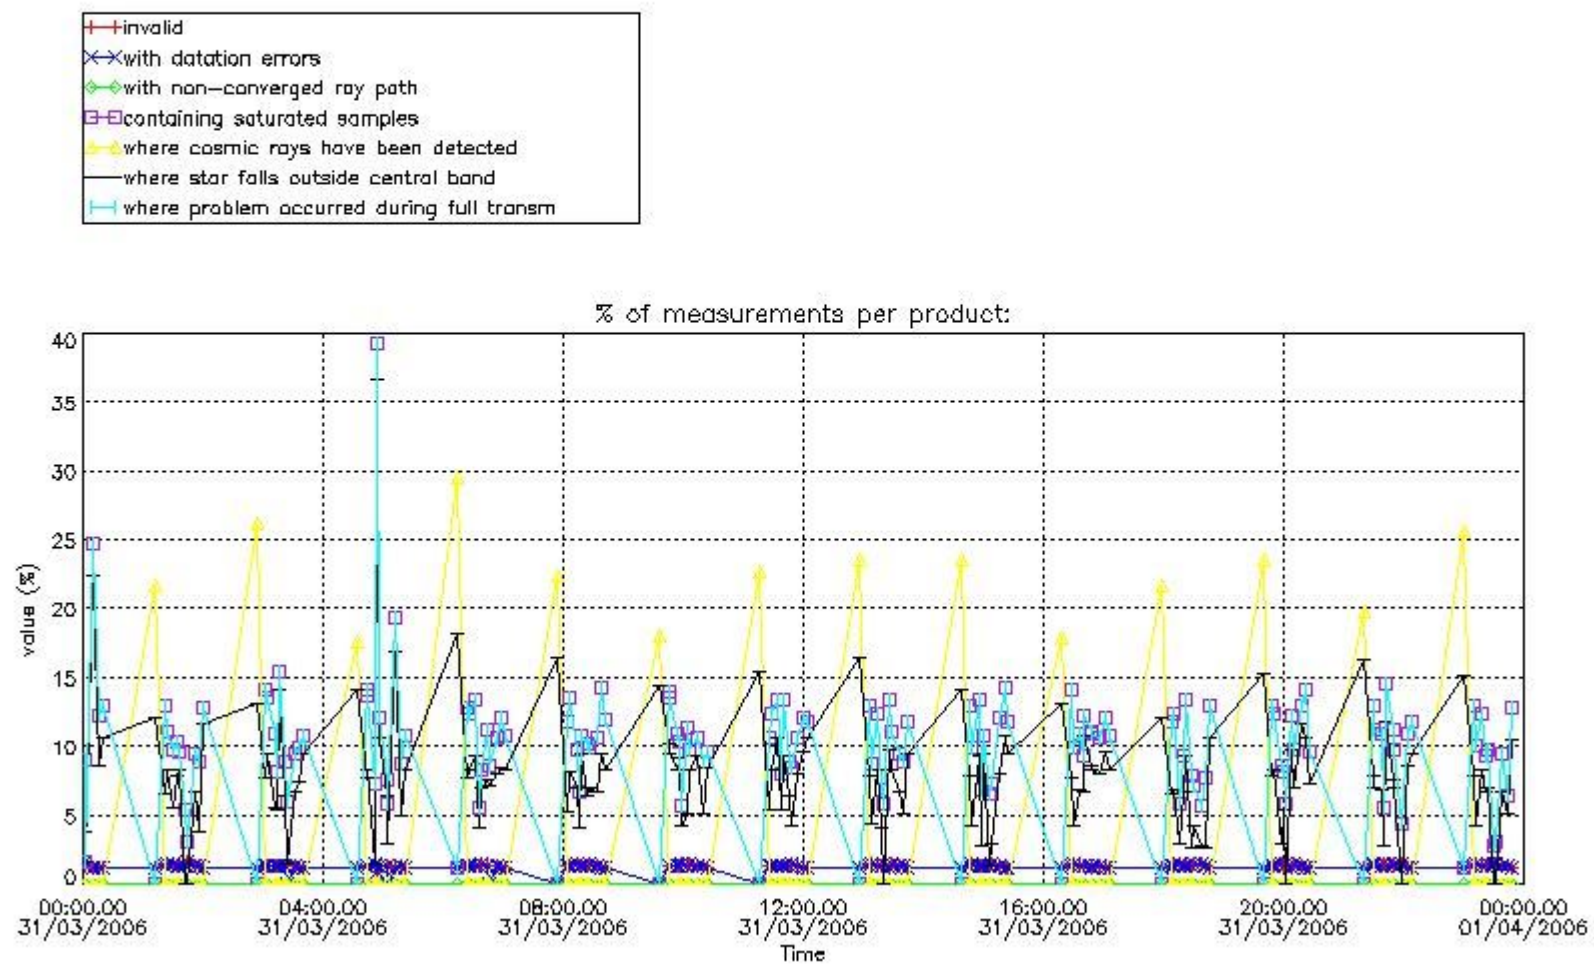 invalid
with datation errors
with non-converged ray path
containing saturated samples
where cosmic rays have been detected
where star falls outside central band
where problem occurred during full transm
% of measurements per product:
40
35
30
25
20
15
10
5
0
value (%)
00:00:00 04:00:00 08:00:00 12:00:00 16:00:00 20:00:00 00:00:00
31/03/2006 31/03/2006 31/03/2006 31/03/2006 31/03/2006 31/03/2006 01/04/2006
Time